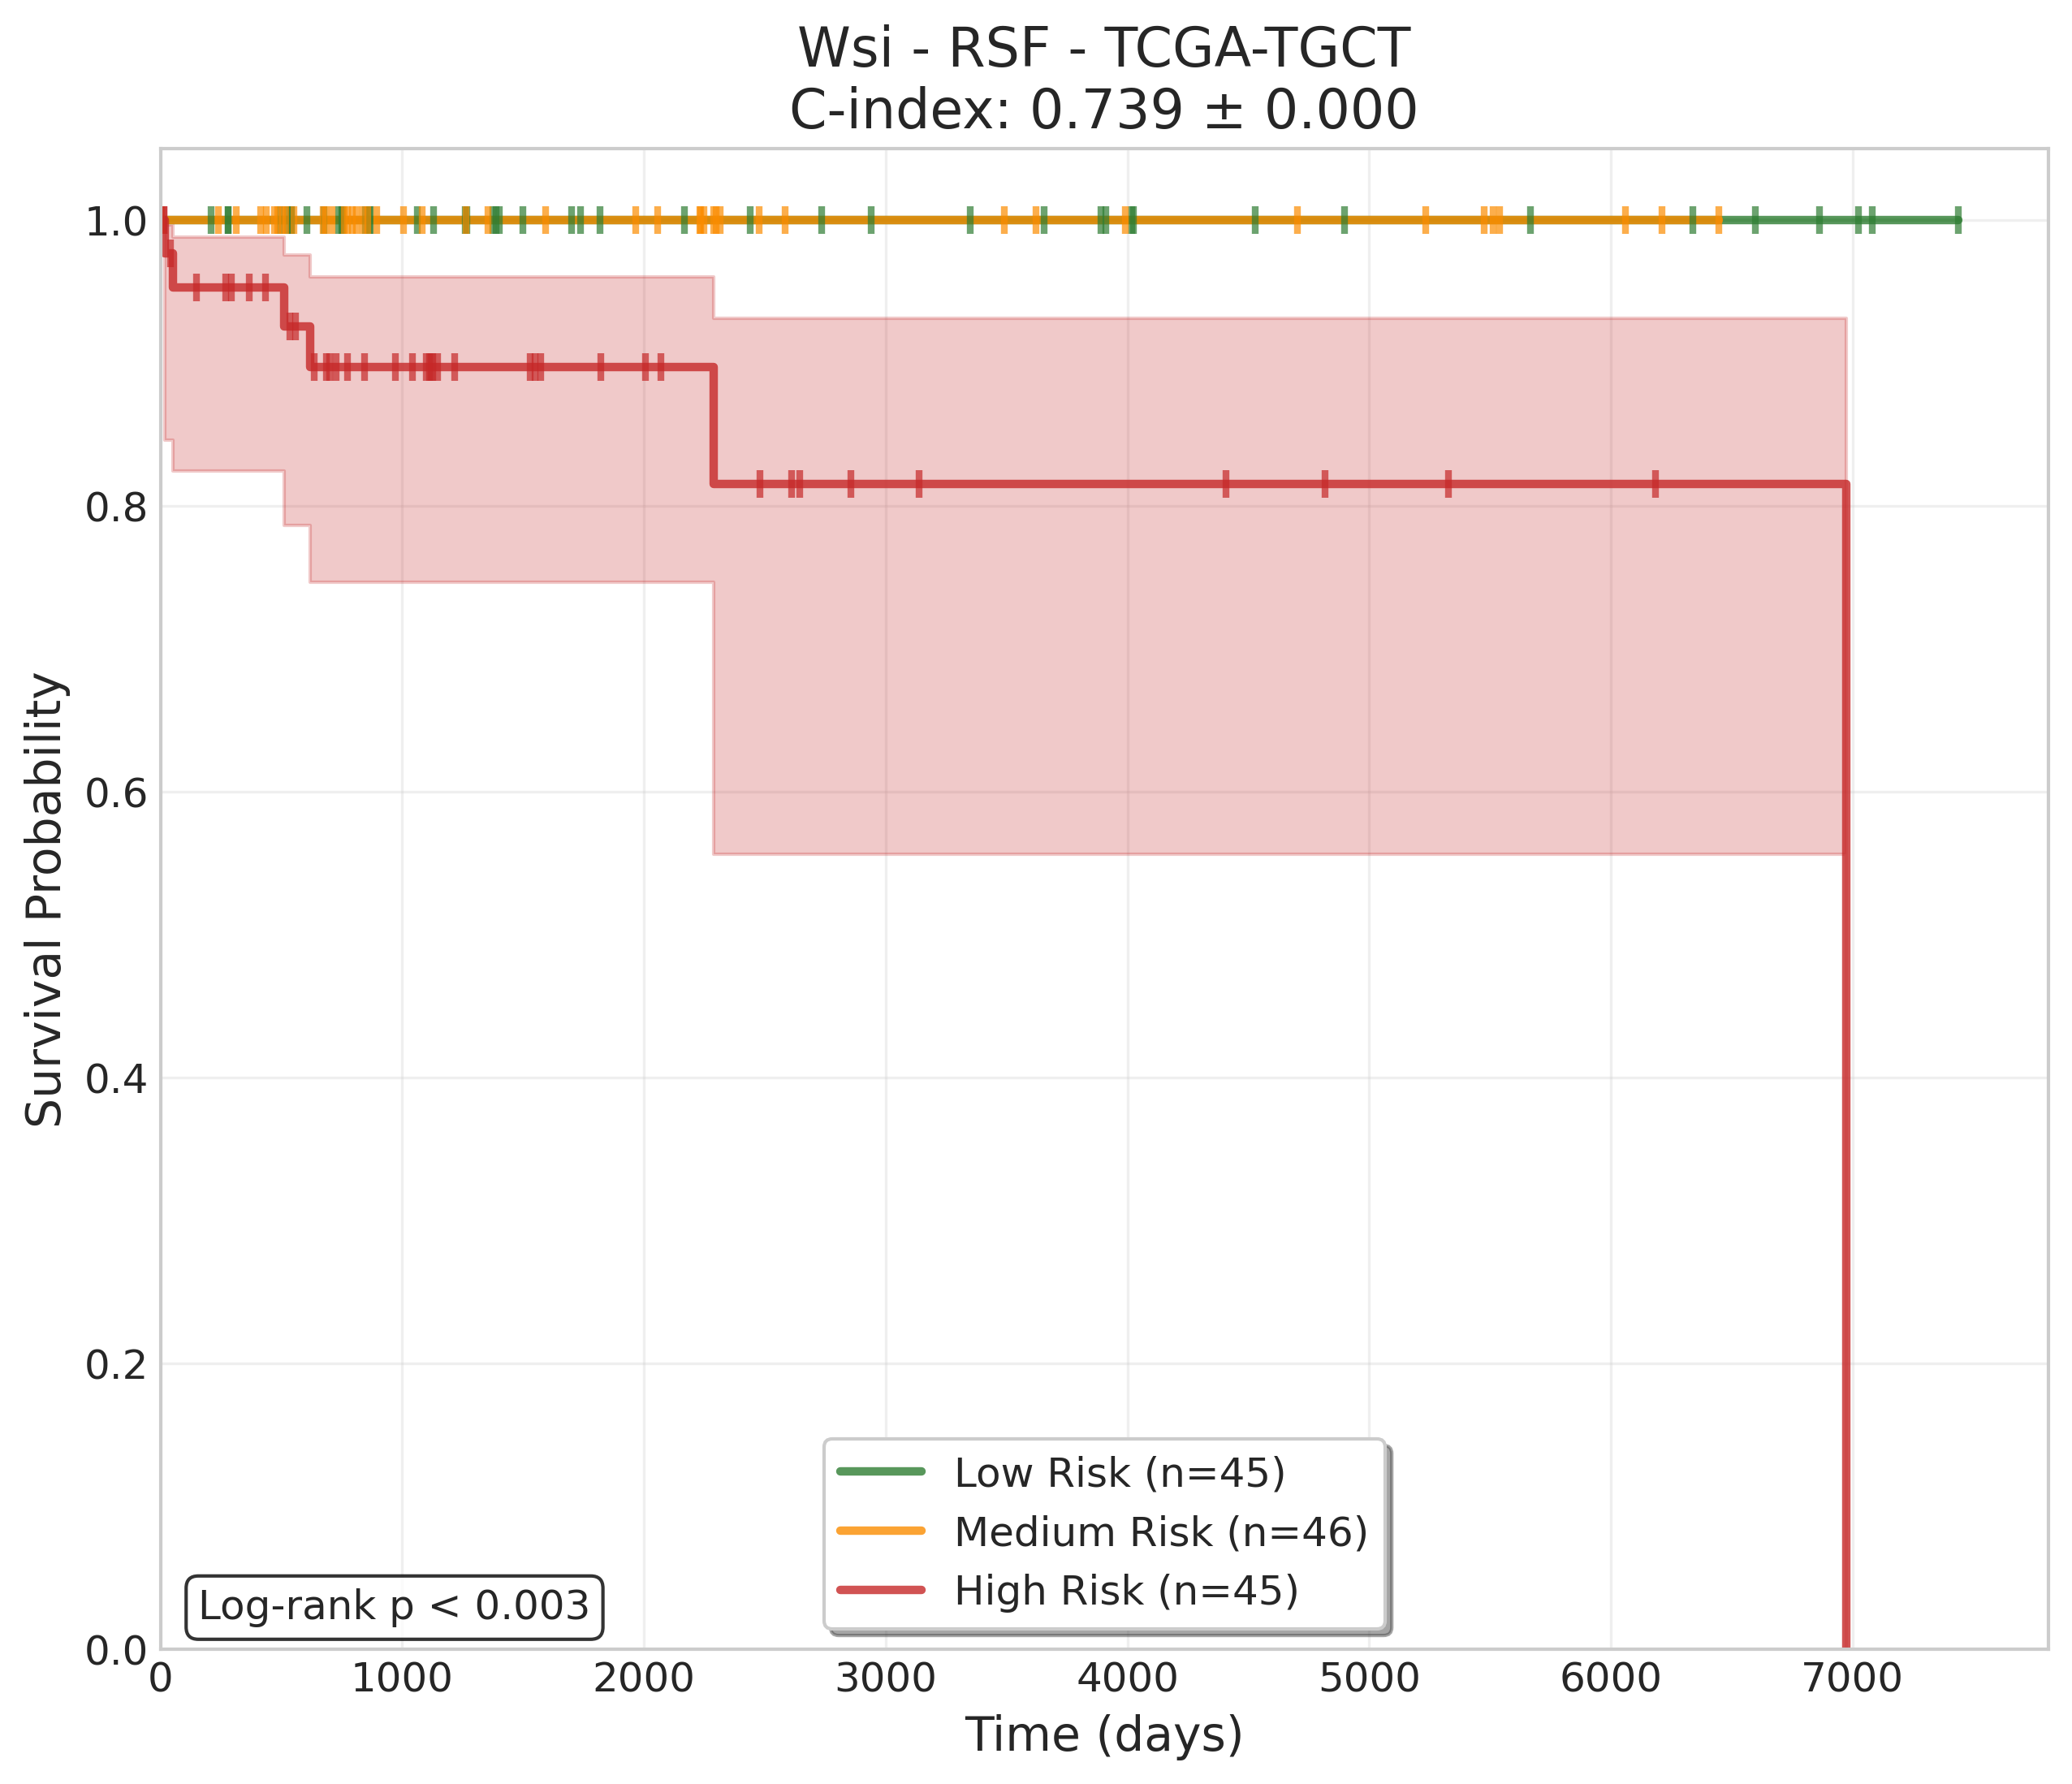 Wsi - RSF - TCGA-TGCT
C-index: 0.739 ± 0.000
Survival Probability
1.0
0.8
0.6
0.4
0.2
0.0
Low Risk (n=45)
Medium Risk (n=46)
High Risk (n=45)
Log-rank p < 0.003
0 1000 2000 3000 4000 5000 6000 7000
Time (days)